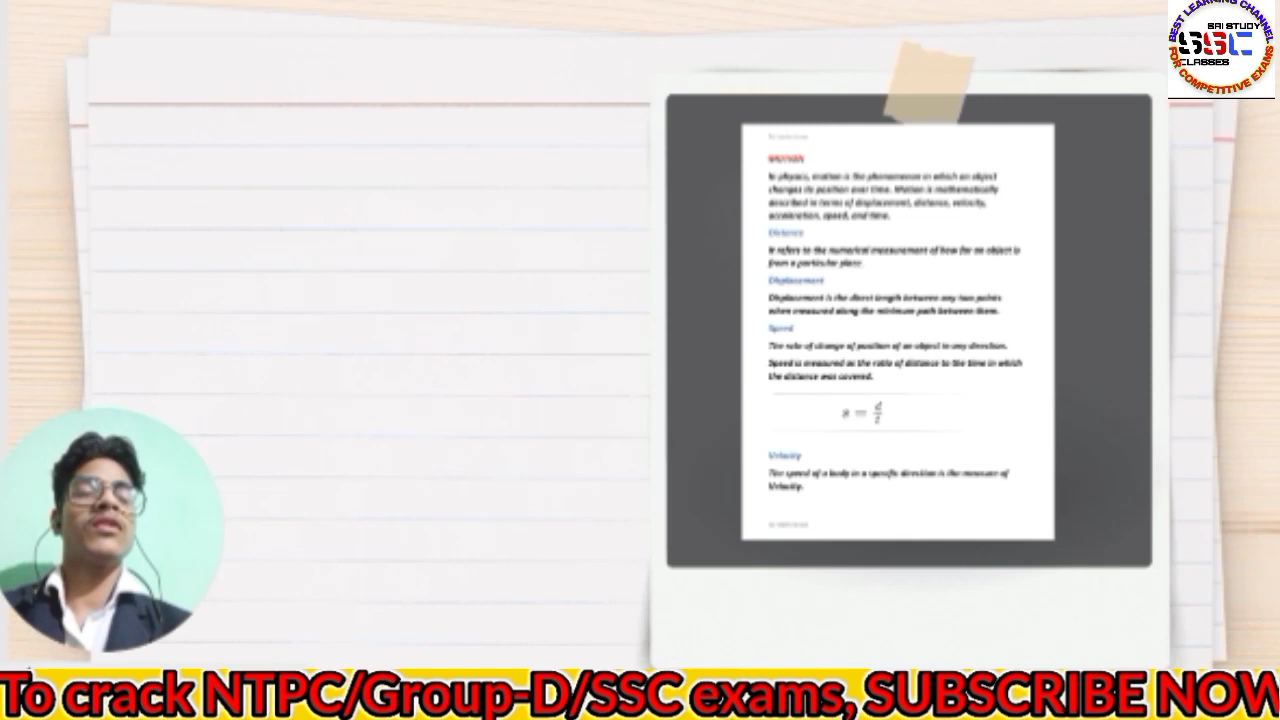 BEST LEARNING CHANNEL
SRI STUDY
SSC
CLASSES
FOR COMPETITIVE EXAMS
MOTION
In physics, motion is the phenomenon in which an object
changes its position over time. Motion is mathematically
described in terms of displacement, distance, velocity,
acceleration, speed, and time.
Distance
It refers to the numerical measurement of how far an object is
from a particular place.
Displacement
Displacement is the direct length between any two points
when measured along the minimum path between them.
Speed
The rate of change of position of an object in any direction.
Speed is measured as the ratio of distance to the time in which
the distance was covered.
s = d/t
Velocity
The speed of a body in a specific direction is the measure of
Velocity.
To crack NTPC/Group-D/SSC exams, SUBSCRIBE NOW